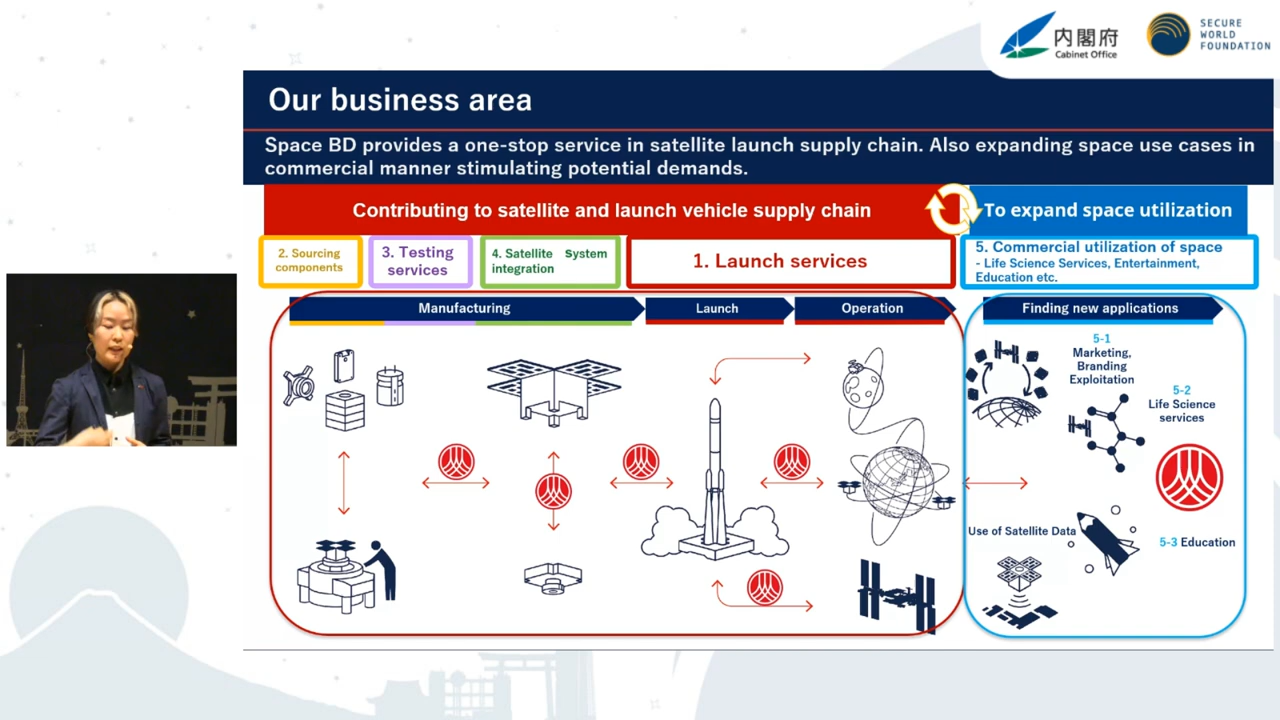 内閣府
Cabinet Office
SECURE
WORLD
FOUNDATION
Our business area
Space BD provides a one-stop service in satellite launch supply chain. Also expanding space use cases in
commercial manner stimulating potential demands.
Contributing to satellite and launch vehicle supply chain
To expand space utilization
2. Sourcing
components
3. Testing
services
4. Satellite System
integration
1. Launch services
5. Commercial utilization of space
- Life Science Services, Entertainment,
Education etc.
Manufacturing
Launch
Operation
Finding new applications
5-1
Marketing,
Branding
Exploitation
5-2
Life Science
services
Use of Satellite Data
5-3 Education